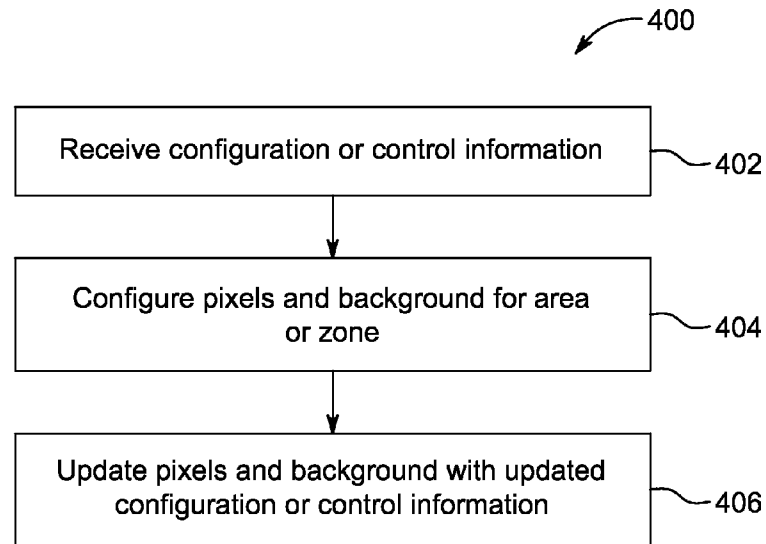 400
Receive configuration or control information
402
Configure pixels and background for area
or zone
404
Update pixels and background with updated
configuration or control information
406